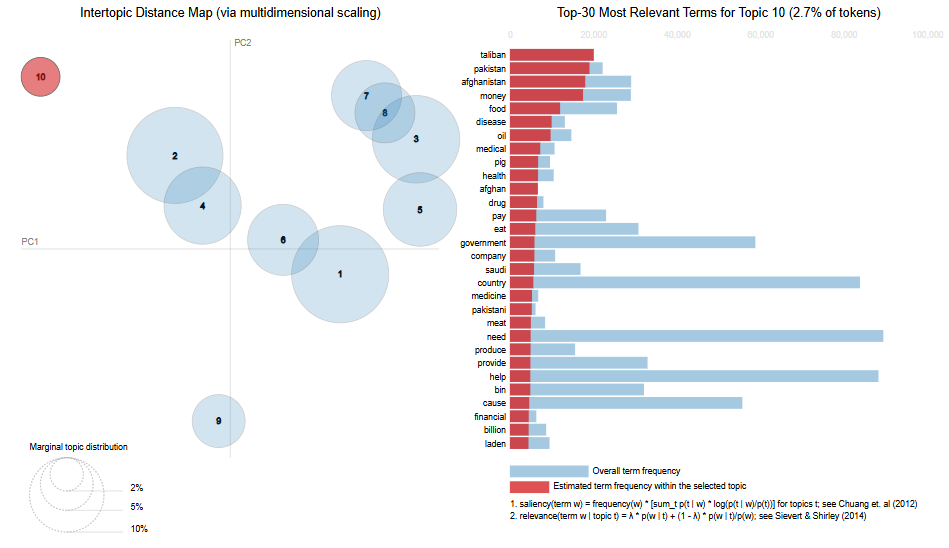 Intertopic Distance Map (via multidimensional scaling)
PC2
PC1
10
7
8
3
2
4
5
6
1
9
Marginal topic distribution
2%
5%
10%
Top-30 Most Relevant Terms for Topic 10 (2.7% of tokens)
0 20,000 40,000 60,000 80,000 100,000
taliban
pakistan
afghanistan
money
food
disease
oil
medical
pig
health
afghan
drug
pay
eat
government
company
saudi
country
medicine
pakistani
meat
need
produce
provide
help
bin
cause
financial
billion
laden
Overall term frequency
Estimated term frequency within the selected topic
1. saliency(term w) = frequency(w) * [sum_t p(t | w) * log(p(t | w)/p(t))] for topics t; see Chuang et. al (2012)
2. relevance(term w | topic t) = λ * p(w | t) + (1 - λ) * p(w | t)/p(w); see Sievert & Shirley (2014)